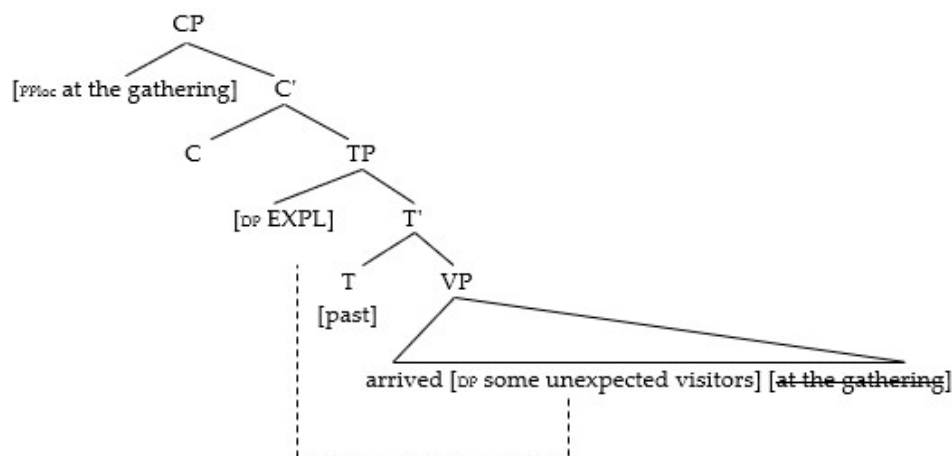 CP
[PPloc at the gathering] C'
C TP
[DP EXPL] T'
T VP
[past]
arrived [DP some unexpected visitors] [at the gathering]